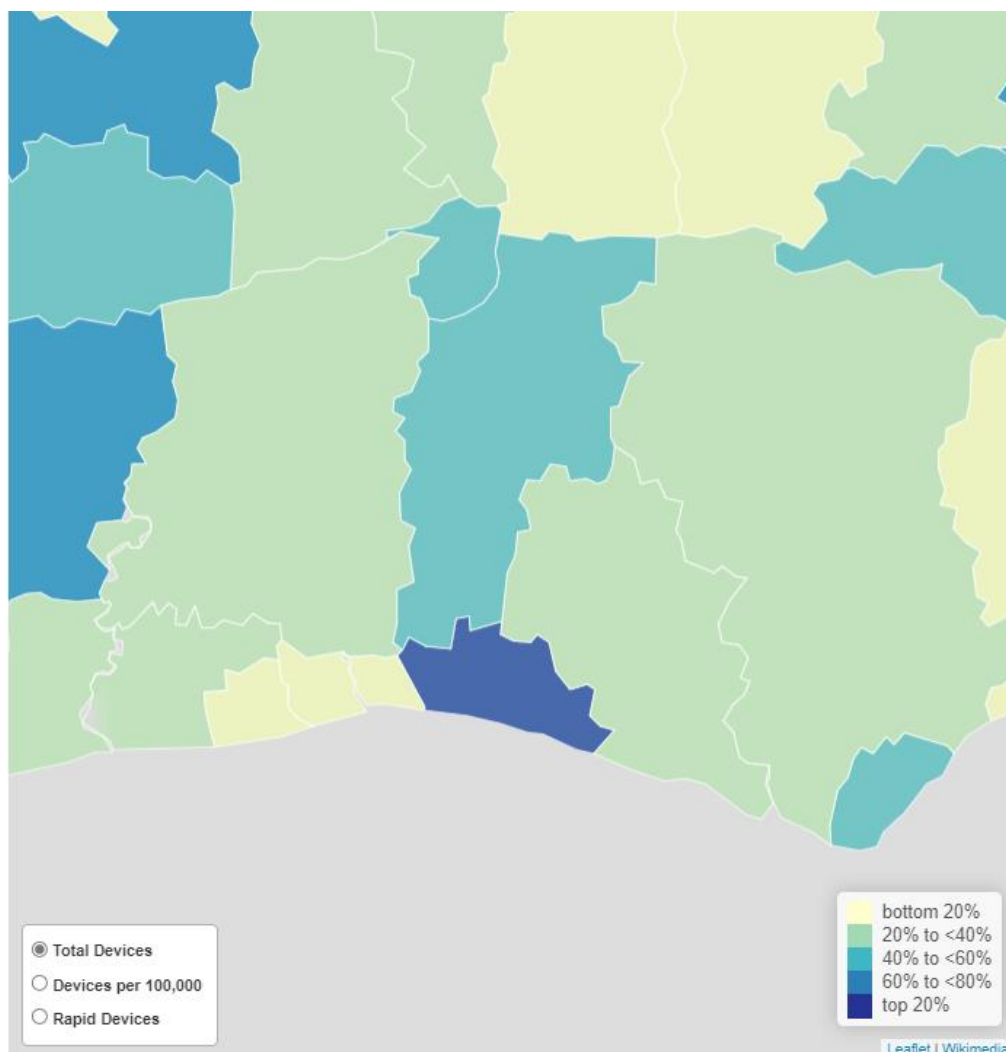 Total Devices
Devices per 100,000
Rapid Devices
bottom 20%
20% to <40%
40% to <60%
60% to <80%
top 20%
Leaflet | Wikimedia